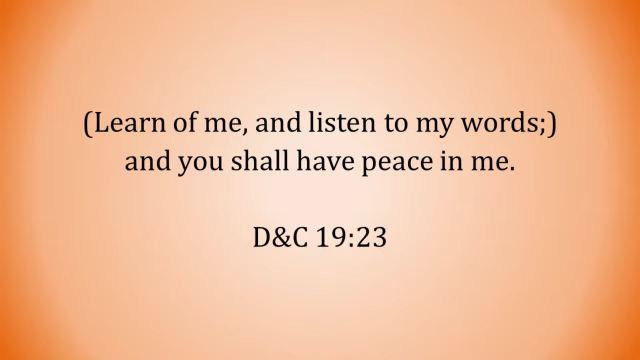 (Learn of me, and listen to my words;)
and you shall have peace in me.
D&C 19:23